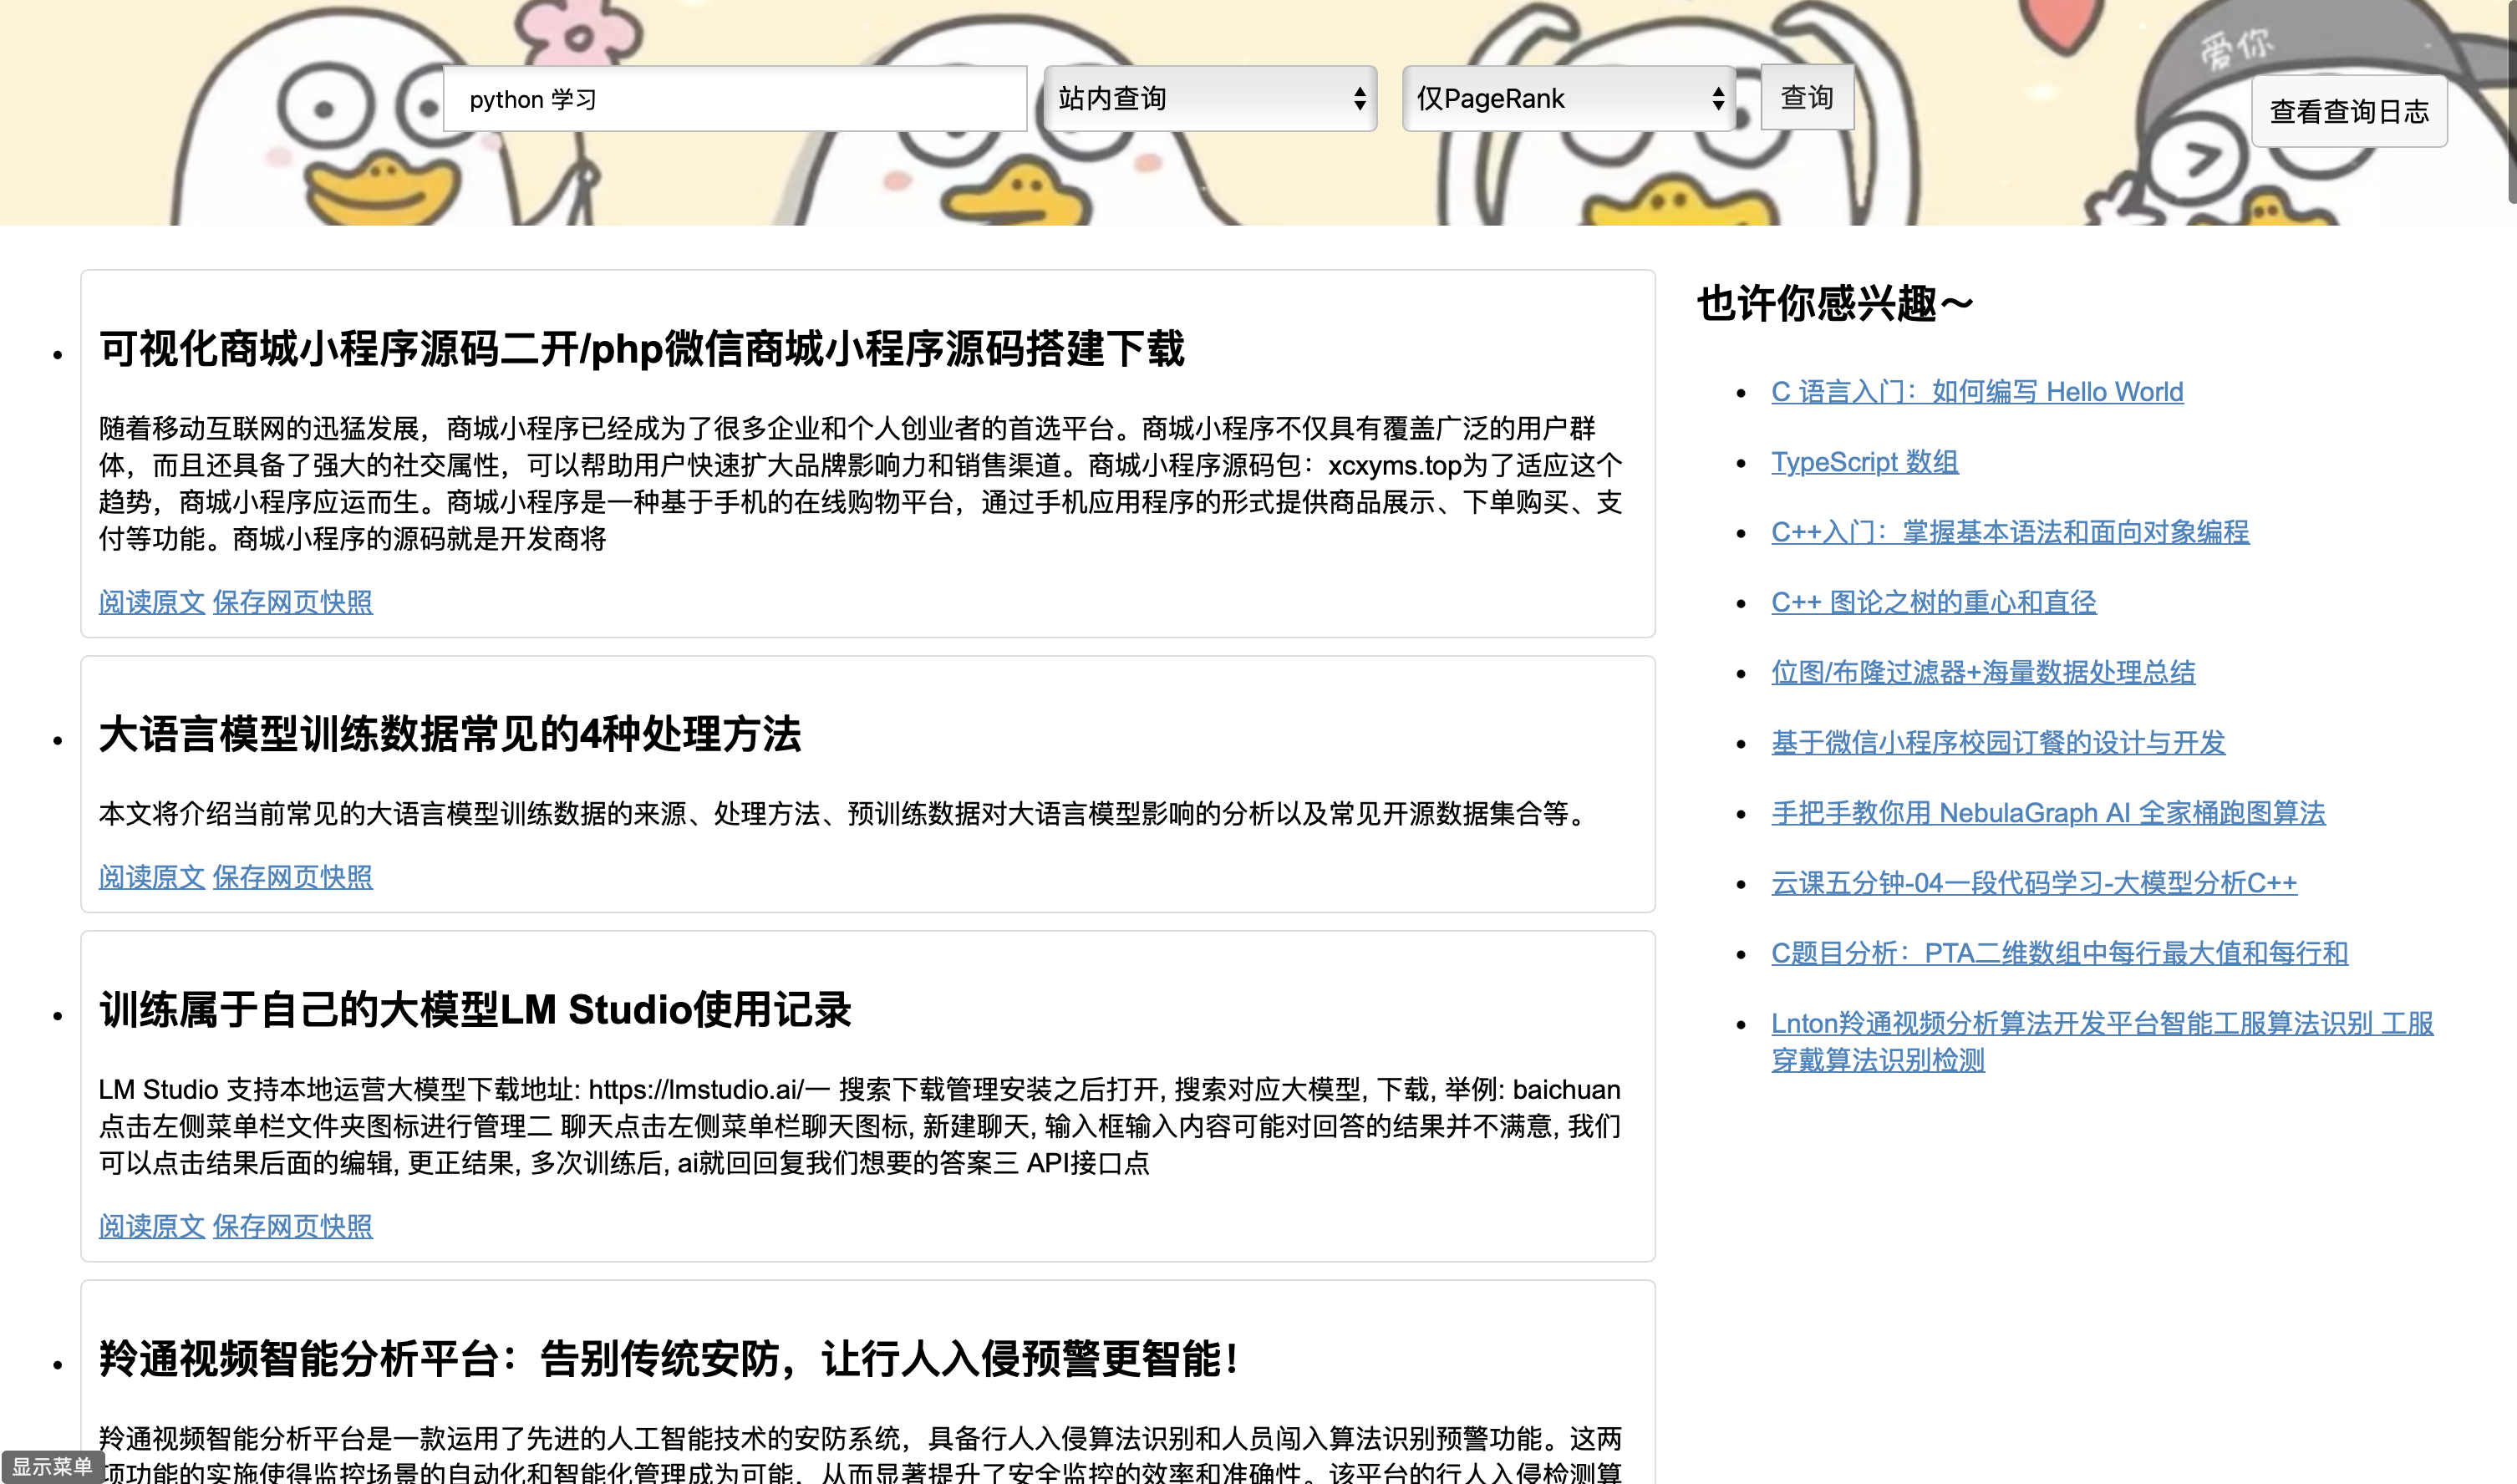 爱你
python 学习
站内查询
仅PageRank
查询
查看查询日志
可视化商城小程序源码二开/php微信商城小程序源码搭建下载
随着移动互联网的迅猛发展，商城小程序已经成为了很多企业和个人创业者的首选平台。商城小程序不仅具有覆盖广泛的用户群
体，而且还具备了强大的社交属性，可以帮助用户快速扩大品牌影响力和销售渠道。商城小程序源码包：xcxyms.top为了适应这个
趋势，商城小程序应运而生。商城小程序是一种基于手机的在线购物平台，通过手机应用程序的形式提供商品展示、下单购买、支
付等功能。商城小程序的源码就是开发商将
阅读原文 保存网页快照
大语言模型训练数据常见的4种处理方法
本文将介绍当前常见的大语言模型训练数据的来源、处理方法、预训练数据对大语言模型影响的分析以及常见开源数据集合等。
阅读原文 保存网页快照
训练属于自己的大模型LM Studio使用记录
LM Studio 支持本地运营大模型下载地址: https://lmstudio.ai/一 搜索下载管理安装之后打开, 搜索对应大模型, 下载, 举例: baichuan
点击左侧菜单栏文件夹图标进行管理二 聊天点击左侧菜单栏聊天图标, 新建聊天, 输入框输入内容可能对回答的结果并不满意, 我们
可以点击结果后面的编辑, 更正结果, 多次训练后, ai就回回复我们想要的答案三 API接口点
阅读原文 保存网页快照
羚通视频智能分析平台：告别传统安防，让行人入侵预警更智能！
羚通视频智能分析平台是一款运用了先进的人工智能技术的安防系统，具备行人入侵算法识别和人员闯入算法识别预警功能。这两
项功能的实施使得监控场景的自动化和智能化管理成为可能，从而显著提升了安全监控的效率和准确性。该平台的行人入侵检测算
显示菜单
也许你感兴趣～
C 语言入门：如何编写 Hello World
TypeScript 数组
C++入门：掌握基本语法和面向对象编程
C++ 图论之树的重心和直径
位图/布隆过滤器+海量数据处理总结
基于微信小程序校园订餐的设计与开发
手把手教你用 NebulaGraph AI 全家桶跑图算法
云课五分钟-04一段代码学习-大模型分析C++
C题目分析：PTA二维数组中每行最大值和每行和
Lnton羚通视频分析算法开发平台智能工服算法识别 工服
穿戴算法识别检测